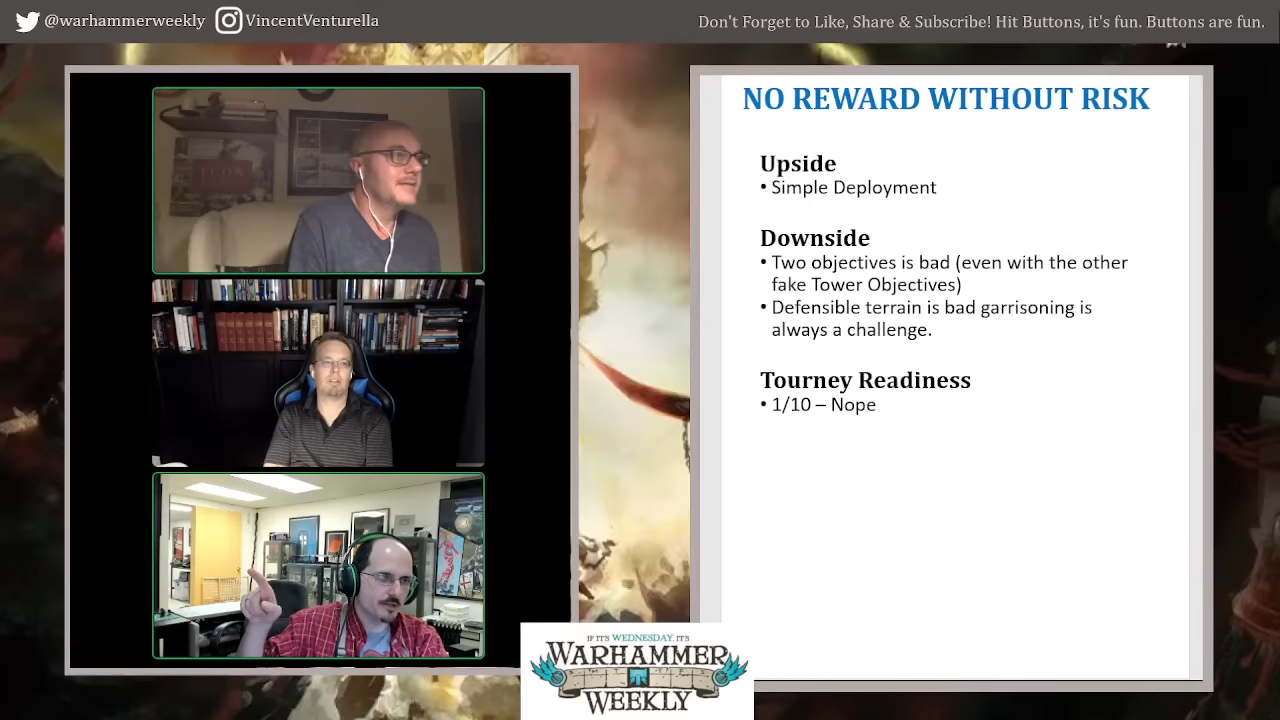 @warhammerweekly VincentVenturella
Don't Forget to Like, Share & Subscribe! Hit Buttons, it's fun. Buttons are fun.
NO REWARD WITHOUT RISK
Upside
• Simple Deployment
Downside
• Two objectives is bad (even with the other
fake Tower Objectives)
• Defensible terrain is bad garrisoning is
always a challenge.
Tourney Readiness
• 1/10 – Nope
IF IT'S WEDNESDAY, IT'S
WARHAMMER
WEEKLY